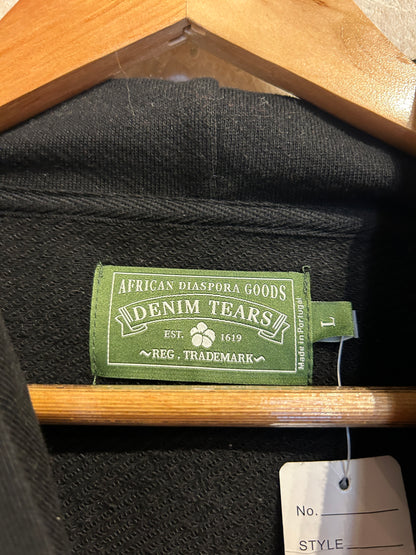 AFRICAN DIASPORA GOODS
DENIM TEARS
EST. 1619
~REG. TRADEMARK~
Made in Portugal
L
No.
STYLE